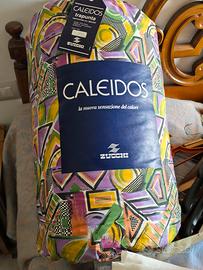 CALEIDOS
trapunta
ZUCCHI
CALEIDOS
la nuova sensazione del colore
ZUCCHI